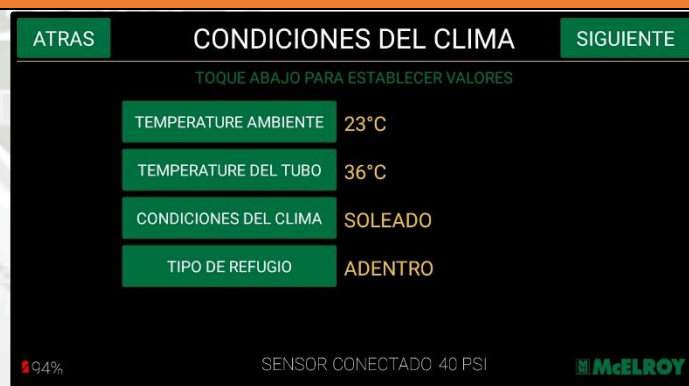 ATRAS CONDICIONES DEL CLIMA SIGUIENTE
TOQUE ABAJO PARA ESTABLECER VALORES
TEMPERATURE AMBIENTE 23°C
TEMPERATURE DEL TUBO 36°C
CONDICIONES DEL CLIMA SOLEADO
TIPO DE REFUGIO ADENTRO
94% SENSOR CONECTADO 40 PSI McELROY